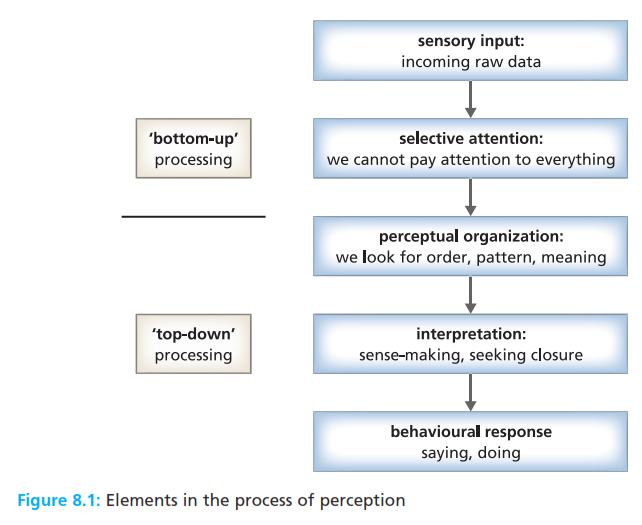 sensory input:
incoming raw data
'bottom-up'
processing
selective attention:
we cannot pay attention to everything
perceptual organization:
we look for order, pattern, meaning
'top-down'
processing
interpretation:
sense-making, seeking closure
behavioural response
saying, doing
Figure 8.1: Elements in the process of perception